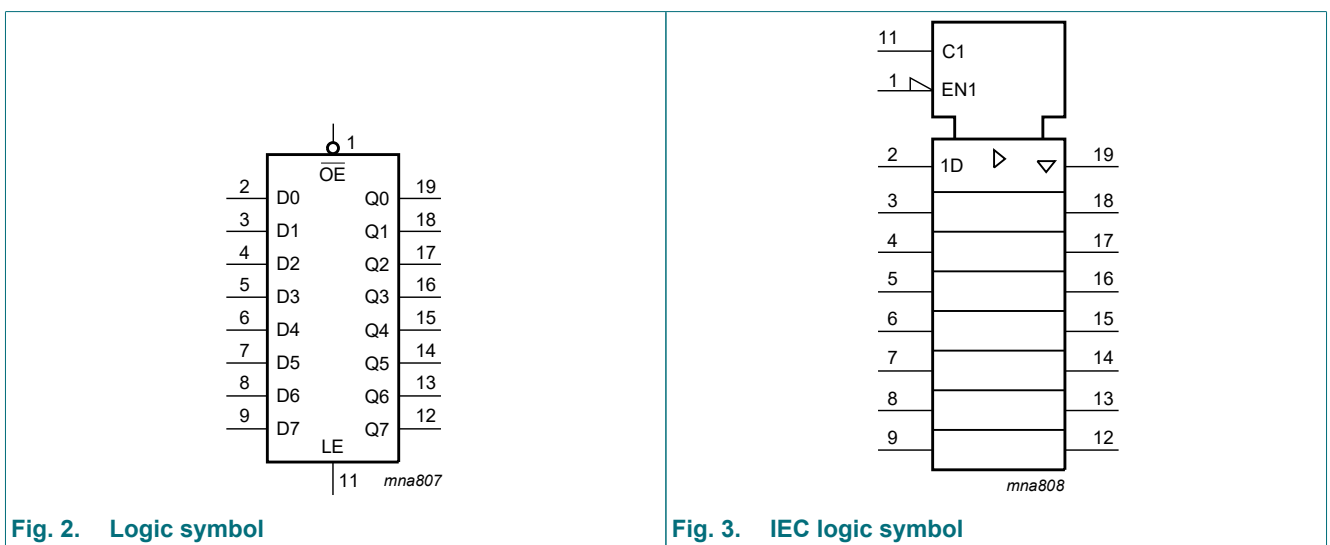 1
OE
2 D0 Q0 19
3 D1 Q1 18
4 D2 Q2 17
5 D3 Q3 16
6 D4 Q4 15
7 D5 Q5 14
8 D6 Q6 13
9 D7 Q7 12
LE
11 mna807
Fig. 2. Logic symbol
11 C1
1 EN1
2 1D 19
3 18
4 17
5 16
6 15
7 14
8 13
9 12
mna808
Fig. 3. IEC logic symbol